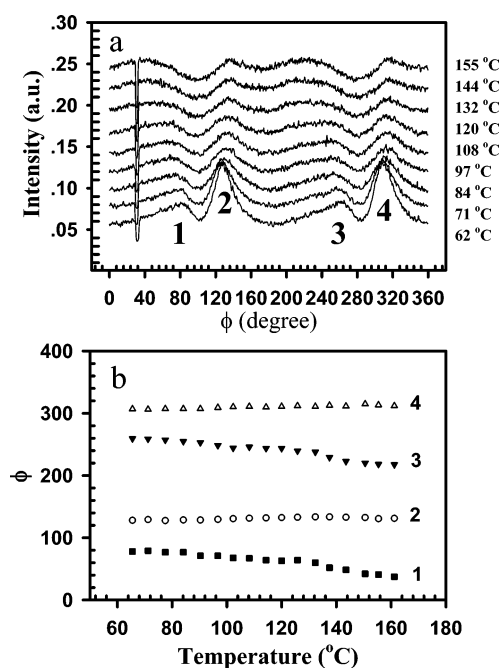 .30
a
.25
155 °C
144 °C
.20
132 °C
120 °C
.15
108 °C
97 °C
.10
84 °C
71 °C
.05
62 °C
1 2 3 4
Intensity (a.u.)
0 40 80 120 160 200 240 280 320 360
ϕ (degree)
b
400
4
300
3
200
2
100
1
0
ϕ
60 80 100 120 140 160 180
Temperature (°C)